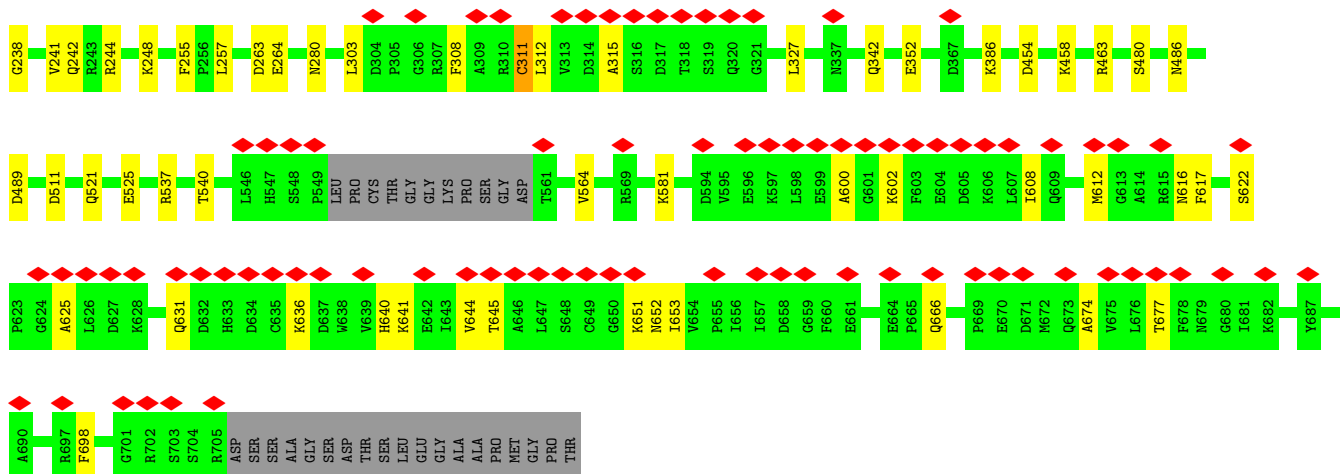 G238 V241 Q242 R243 R244 K248 F255 P256 L257 D263 E264 N280 L303 D304 P305 G306 R307 F308 A309 R310 C311 L312 V313 D314 A315 S316 D317 T318 S319 Q320 G321 L327 N337 Q342 E352 D367 K386 D454 K458 R463 S480 N486
D489 D511 Q521 E525 R537 T540 L546 H547 S548 P549 LEU PRO CYS THR GLY GLY LYS PRO SER GLY ASP T561 V564 R569 K581 D594 V595 E596 K597 L598 E599 A600 G601 K602 F603 E604 D605 K606 L607 I608 Q609 M612 G613 A614 R615 N616 F617 S622
P623 G624 A625 L626 D627 K628 Q631 D632 H633 D634 C635 K636 D637 W638 V639 H640 K641 E642 I643 V644 T645 A646 L647 S648 C649 G650 K651 N652 I653 V654 P655 I656 I657 D658 G659 F660 E661 E664 P665 Q666 P669 E670 D671 M672 Q673 A674 V675 L676 T677 F678 N679 G680 I681 K682 Y687
A690 R697 F698 G701 R702 S703 S704 R705 ASP SER SER ALA GLY SER ASP THR SER LEU GLU GLY ALA ALA PRO MET GLY PRO THR